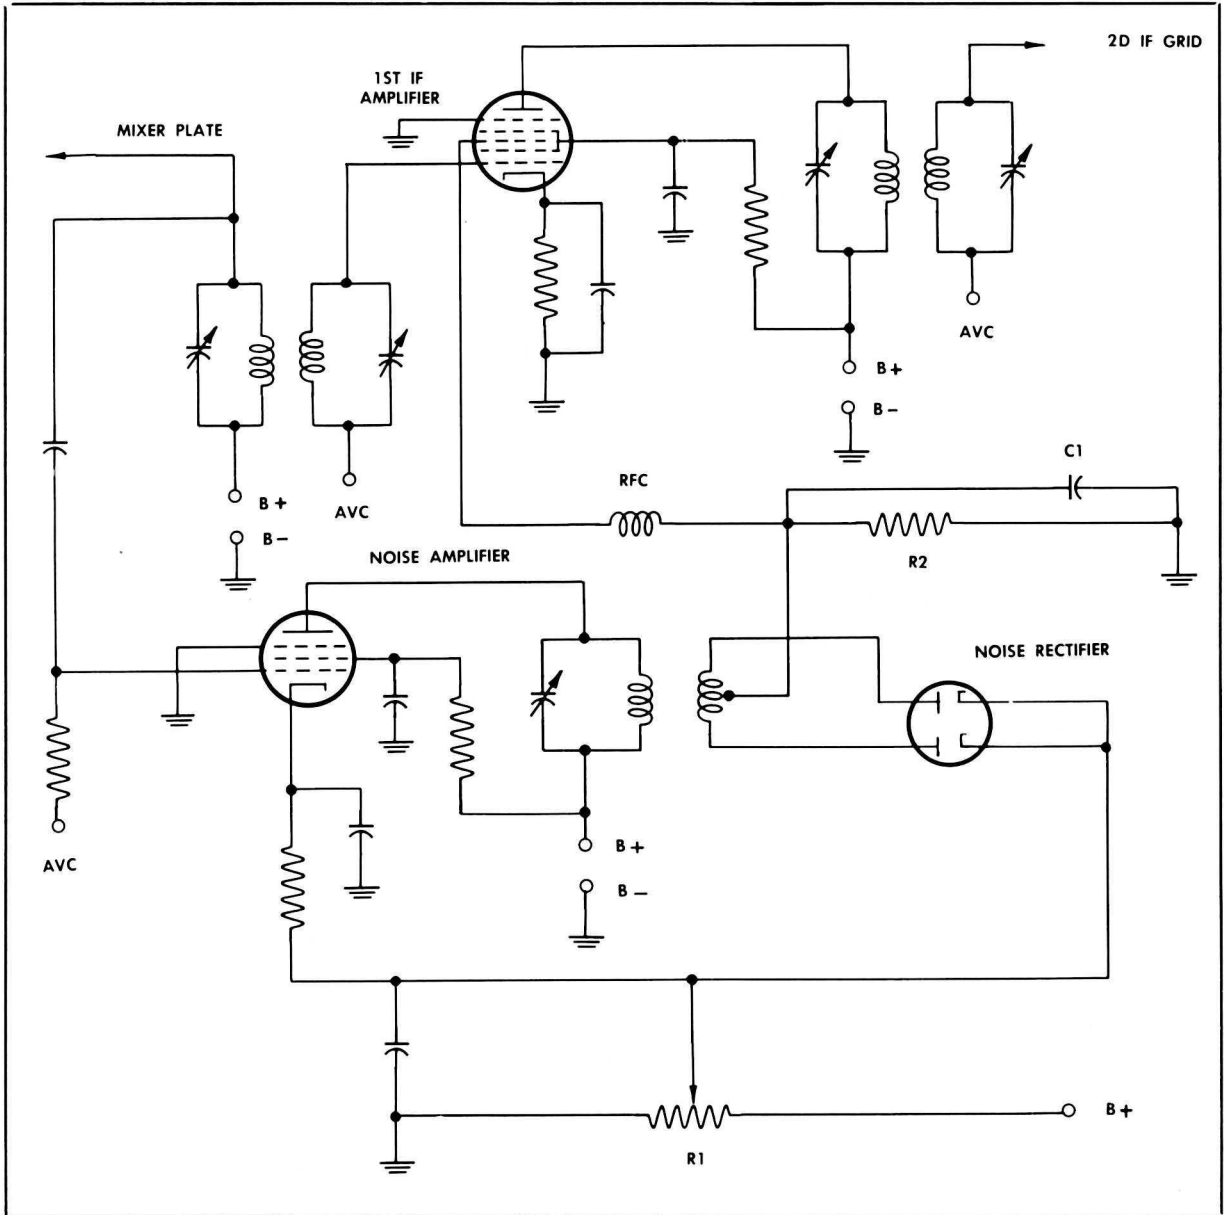 2D IF GRID
1ST IF
AMPLIFIER
MIXER PLATE
AVC
B+
B-
C1
RFC
B+
AVC
B-
R2
NOISE AMPLIFIER
NOISE RECTIFIER
B+
AVC
B-
B+
R1